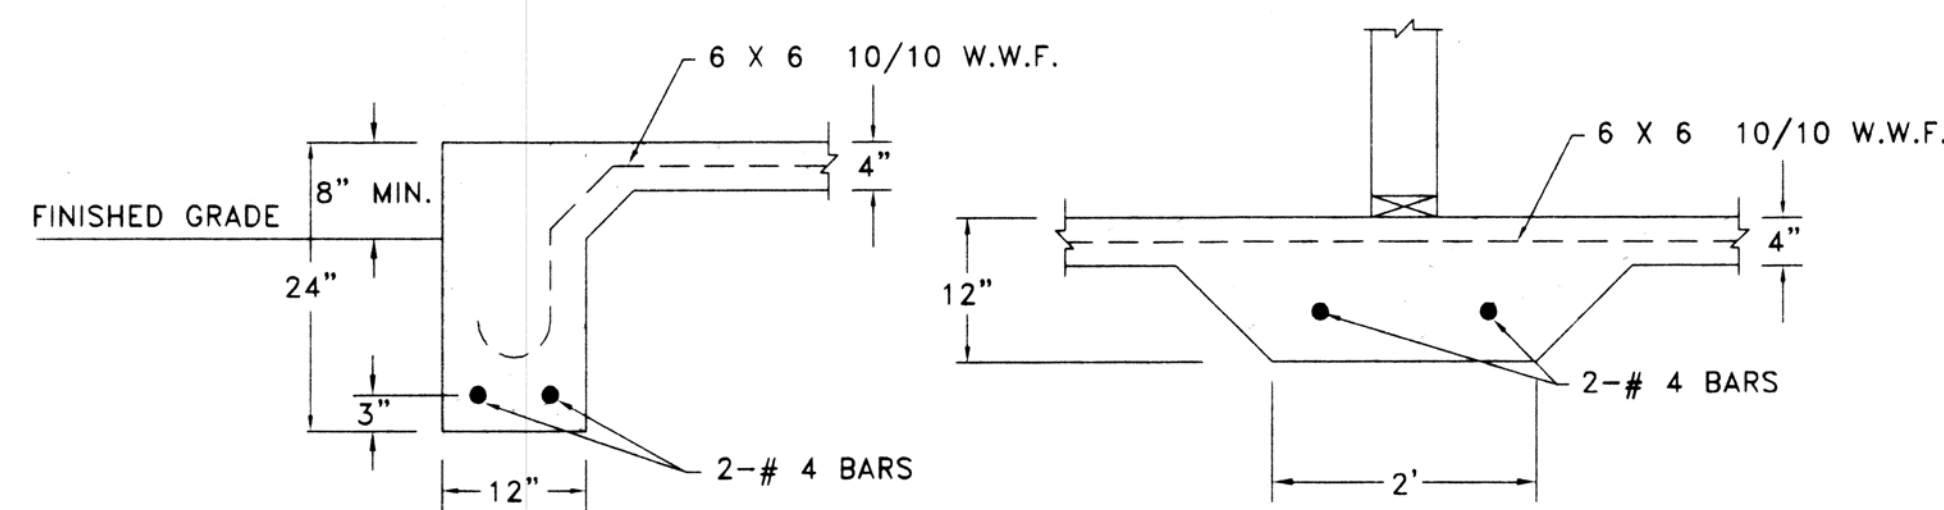 6 X 6 10/10 W.W.F.
4"
8" MIN.
FINISHED GRADE
24"
3"
2-# 4 BARS
12"
6 X 6 10/10 W.W.F.
4"
12"
2-# 4 BARS
2'